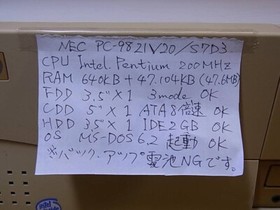 NEC PC-9821V20/S7D3
CPU Intel. Pentium 200MHz
RAM 640KB + 47.104KB (47.6MB)
FDD 3.5" X 1 3mode OK
CDD 5" X 1 ATA 8倍速 OK
HDD 3.5" X 1 IDE 2GB OK
OS MS-DOS 6.2 起動 OK
※バックアップ電池NGです。